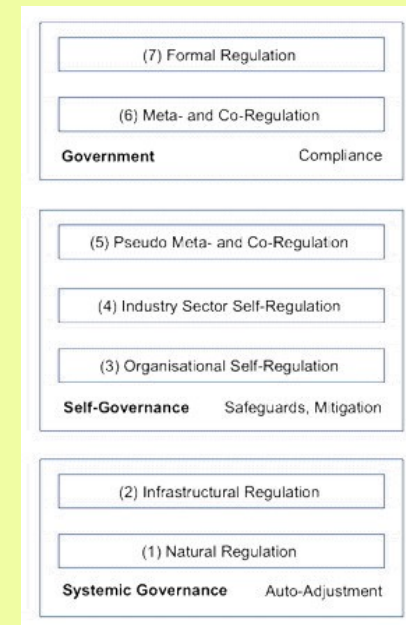 (7) Formal Regulation
(6) Meta- and Co-Regulation
Government Compliance
(5) Pseudo Meta- and Co-Regulation
(4) Industry Sector Self-Regulation
(3) Organisational Self-Regulation
Self-Governance Safeguards, Mitigation
(2) Infrastructural Regulation
(1) Natural Regulation
Systemic Governance Auto-Adjustment